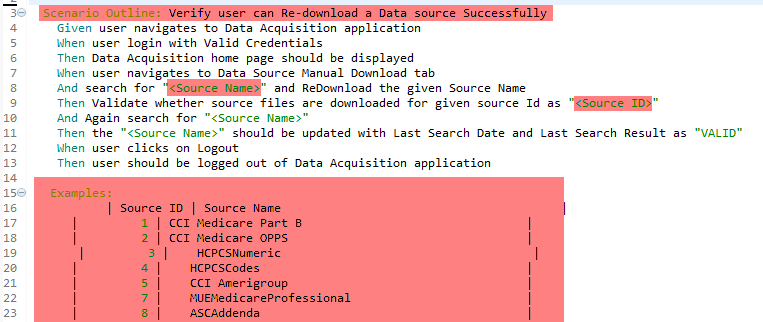 3 Scenario Outline: Verify user can Re-download a Data source Successfully
4 Given user navigates to Data Acquisition application
5 When user login with Valid Credentials
6 Then Data Acquisition home page should be displayed
7 When user navigates to Data Source Manual Download tab
8 And search for "<Source Name>" and ReDownload the given Source Name
9 Then Validate whether source files are downloaded for given source Id as "<Source ID>"
10 And Again search for "<Source Name>"
11 Then the "<Source Name>" should be updated with Last Search Date and Last Search Result as "VALID"
12 When user clicks on Logout
13 Then user should be logged out of Data Acquisition application
14
15 Examples:
16 | Source ID | Source Name |
17 | 1 | CCI Medicare Part B |
18 | 2 | CCI Medicare OPPS |
19 | 3 | HCPCSNumeric |
20 | 4 | HCPCSCodes |
21 | 5 | CCI Amerigroup |
22 | 7 | MUEMedicareProfessional |
23 | 8 | ASCAddenda |